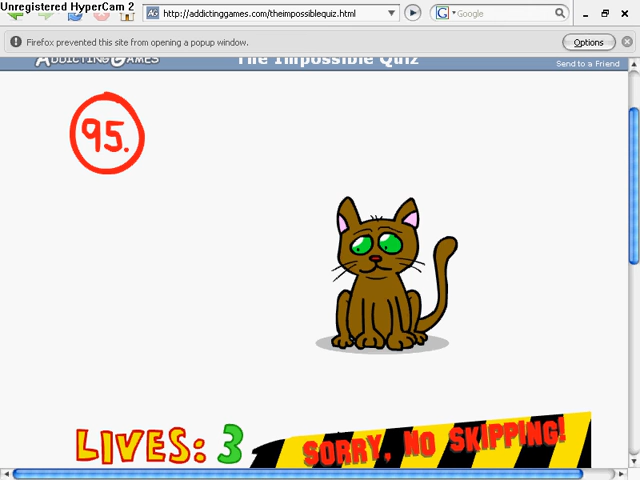 Unregistered HyperCam 2
http://addictinggames.com/theimpossiblequiz.html
Google
Firefox prevented this site from opening a popup window.
Options
ADDICTINGGAMES
The Impossible Quiz
Send to a Friend
95.
LIVES: 3
SORRY, NO SKIPPING!